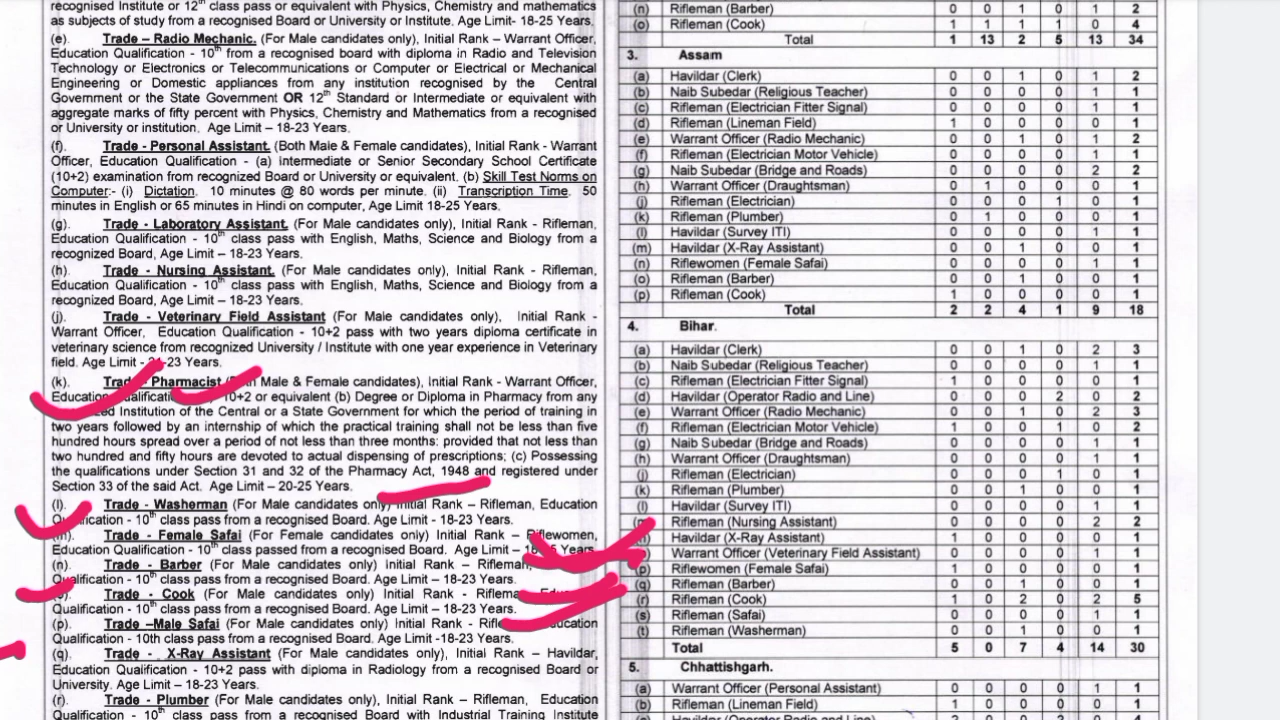 recognised Institute or 12th class pass or equivalent with Physics, Chemistry and mathematics
as subjects of study from a recognised Board or University or Institute. Age Limit- 18-25 Years.
(e). Trade – Radio Mechanic. (For Male candidates only), Initial Rank – Warrant Officer,
Education Qualification - 10th from a recognised board with diploma in Radio and Television
Technology or Electronics or Telecommunications or Computer or Electrical or Mechanical
Engineering or Domestic appliances from any institution recognised by the Central
Government or the State Government OR 12th Standard or Intermediate or equivalent with
aggregate marks of fifty percent with Physics, Chemistry and Mathematics from a recognised
or University or institution. Age Limit – 18-23 Years.
(f). Trade - Personal Assistant. (Both Male & Female candidates), Initial Rank - Warrant
Officer, Education Qualification - (a) intermediate or Senior Secondary School Certificate
(10+2) examination from recognized Board or University or equivalent. (b) Skill Test Norms on
Computer:- (i) Dictation. 10 minutes @ 80 words per minute. (ii) Transcription Time. 50
minutes in English or 65 minutes in Hindi on computer, Age Limit 18-25 Years.
(g). Trade - Laboratory Assistant. (For Male candidates only), Initial Rank - Rifleman,
Education Qualification - 10th class pass with English, Maths, Science and Biology from a
recognized Board, Age Limit – 18-23 Years.
(h). Trade - Nursing Assistant. (For Male candidates only), Initial Rank - Rifleman,
Education Qualification - 10th class pass with English, Maths, Science and Biology from a
recognized Board, Age Limit – 18-23 Years.
(j). Trade - Veterinary Field Assistant (For Male candidates only), Initial Rank -
Warrant Officer, Education Qualification - 10+2 pass with two years diploma certificate in
veterinary science from recognized University / Institute with one year experience in Veterinary
field. Age Limit - 21-23 Years.
(k). Trade - Pharmacist Male & Female candidates), Initial Rank - Warrant Officer,
Education 10+2 or equivalent (b) Degree or Diploma in Pharmacy from any
Institution of the Central or a State Government for which the period of training in
two years followed by an internship of which the practical training shall not be less than five
hundred hours spread over a period of not less than three months: provided that not less than
two hundred and fifty hours are devoted to actual dispensing of prescriptions; (c) Possessing
the qualifications under Section 31 and 32 of the Pharmacy Act, 1948 and registered under
Section 33 of the said Act. Age Limit – 20-25 Years.
(l). Trade - Washerman (For Male candidates only) Initial Rank – Rifleman, Education
Qualification - 10th class pass from a recognised Board. Age Limit - 18-23 Years.
Trade - Female Safai (For Female candidates only) Initial Rank – Riflewomen,
Education Qualification - 10th class passed from a recognised Board. Age Limit – Years.
(n). Trade - Barber (For Male candidates only) Initial Rank – Rifleman,
Qualification - 10th class pass from a recognised Board. Age Limit – 18-23 Years.
Trade - Cook (For Male candidates only) Initial Rank - Education
Qualification - 10th class pass from a recognised Board. Age Limit – 18-23 Years.
(p). Trade –Male Safai (For Male candidates only) Initial Rank - Education
Qualification - 10th class pass from a recognised Board. Age Limit -18-23 Years.
(q). Trade - X-Ray Assistant (For Male candidates only), Initial Rank – Havildar,
Education Qualification - 10+2 pass with diploma in Radiology from a recognised Board or
University. Age Limit – 18-23 Years.
(r). Trade - Plumber (For Male candidates only), Initial Rank – Rifleman, Education
Qualification - 10th class pass from a recognised Board with Industrial Training Institute
(n) Rifleman (Barber) 0 0 1 0 1 2
(o) Rifleman (Cook) 1 1 1 1 0 4
Total 1 13 2 5 13 34
3. Assam
(a) Havildar (Clerk) 0 0 1 0 1 2
(b) Naib Subedar (Religious Teacher) 0 0 0 0 1 1
(c) Rifleman (Electrician Fitter Signal) 0 0 0 0 1 1
(d) Rifleman (Lineman Field) 1 0 0 0 0 1
(e) Warrant Officer (Radio Mechanic) 0 0 1 0 1 2
(f) Rifleman (Electrician Motor Vehicle) 0 0 0 0 1 1
(g) Naib Subedar (Bridge and Roads) 0 0 0 0 2 2
(h) Warrant Officer (Draughtsman) 0 1 0 0 0 1
(j) Rifleman (Electrician) 0 0 0 1 0 1
(k) Rifleman (Plumber) 0 1 0 0 0 1
(l) Havildar (Survey ITI) 0 0 0 0 1 1
(m) Havildar (X-Ray Assistant) 0 0 1 0 0 1
(n) Riflewomen (Female Safai) 0 0 0 0 1 1
(o) Rifleman (Barber) 0 0 1 0 0 1
(p) Rifleman (Cook) 1 0 0 0 0 1
Total 2 2 4 1 9 18
4. Bihar.
(a) Havildar (Clerk) 0 0 1 0 2 3
(b) Naib Subedar (Religious Teacher) 0 0 0 0 1 1
(c) Rifleman (Electrician Fitter Signal) 1 0 0 0 0 1
(d) Havildar (Operator Radio and Line) 0 0 0 2 0 2
(e) Warrant Officer (Radio Mechanic) 0 0 1 0 2 3
(f) Rifleman (Electrician Motor Vehicle) 1 0 0 1 0 2
(g) Naib Subedar (Bridge and Roads) 0 0 0 0 1 1
(h) Warrant Officer (Draughtsman) 0 0 0 0 1 1
(j) Rifleman (Electrician) 0 0 0 1 0 1
(k) Rifleman (Plumber) 0 0 1 0 0 1
(l) Havildar (Survey ITI) 0 0 0 0 1 1
Rifleman (Nursing Assistant) 0 0 0 0 2 2
Havildar (X-Ray Assistant) 1 0 0 0 0 1
Warrant Officer (Veterinary Field Assistant) 0 0 0 0 1 1
(p) Riflewomen (Female Safai) 1 0 0 0 0 1
(q) Rifleman (Barber) 0 0 1 0 0 1
(r) Rifleman (Cook) 1 0 2 0 2 5
(s) Rifleman (Safai) 0 0 0 0 1 1
(t) Rifleman (Washerman) 0 0 1 0 0 1
Total 5 0 7 4 14 30
5. Chhattishgarh.
(a) Warrant Officer (Personal Assistant) 0 0 0 0 1 1
(b) Rifleman (Lineman Field) 0 0 0 1 0 1
Havildar (Operator Radio and Line)